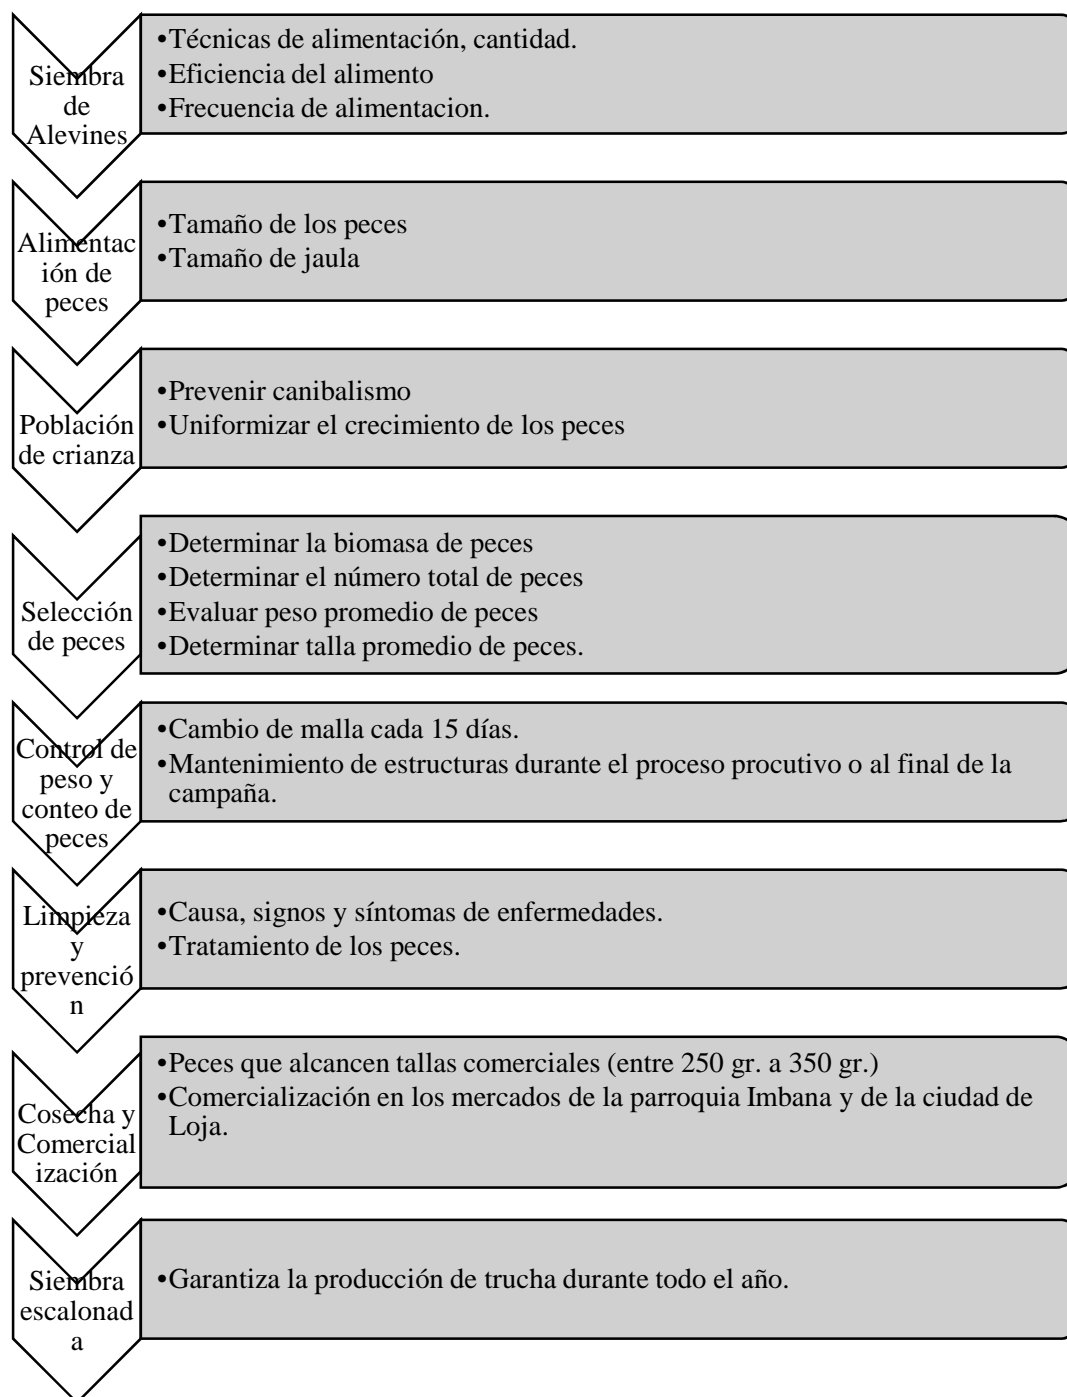 Siembra
de
Alevines
•Técnicas de alimentación, cantidad.
•Eficiencia del alimento
•Frecuencia de alimentacion.
Alimentac
ión de
peces
•Tamaño de los peces
•Tamaño de jaula
Población
de crianza
•Prevenir canibalismo
•Uniformizar el crecimiento de los peces
Selección
de peces
•Determinar la biomasa de peces
•Determinar el número total de peces
•Evaluar peso promedio de peces
•Determinar talla promedio de peces.
Control de
peso y
conteo de
peces
•Cambio de malla cada 15 días.
•Mantenimiento de estructuras durante el proceso procutivo o al final de la
campaña.
Limpieza
y
prevenció
n
•Causa, signos y síntomas de enfermedades.
•Tratamiento de los peces.
Cosecha y
Comercial
ización
•Peces que alcancen tallas comerciales (entre 250 gr. a 350 gr.)
•Comercialización en los mercados de la parroquia Imbana y de la ciudad de
Loja.
Siembra
escalonad
a
•Garantiza la producción de trucha durante todo el año.